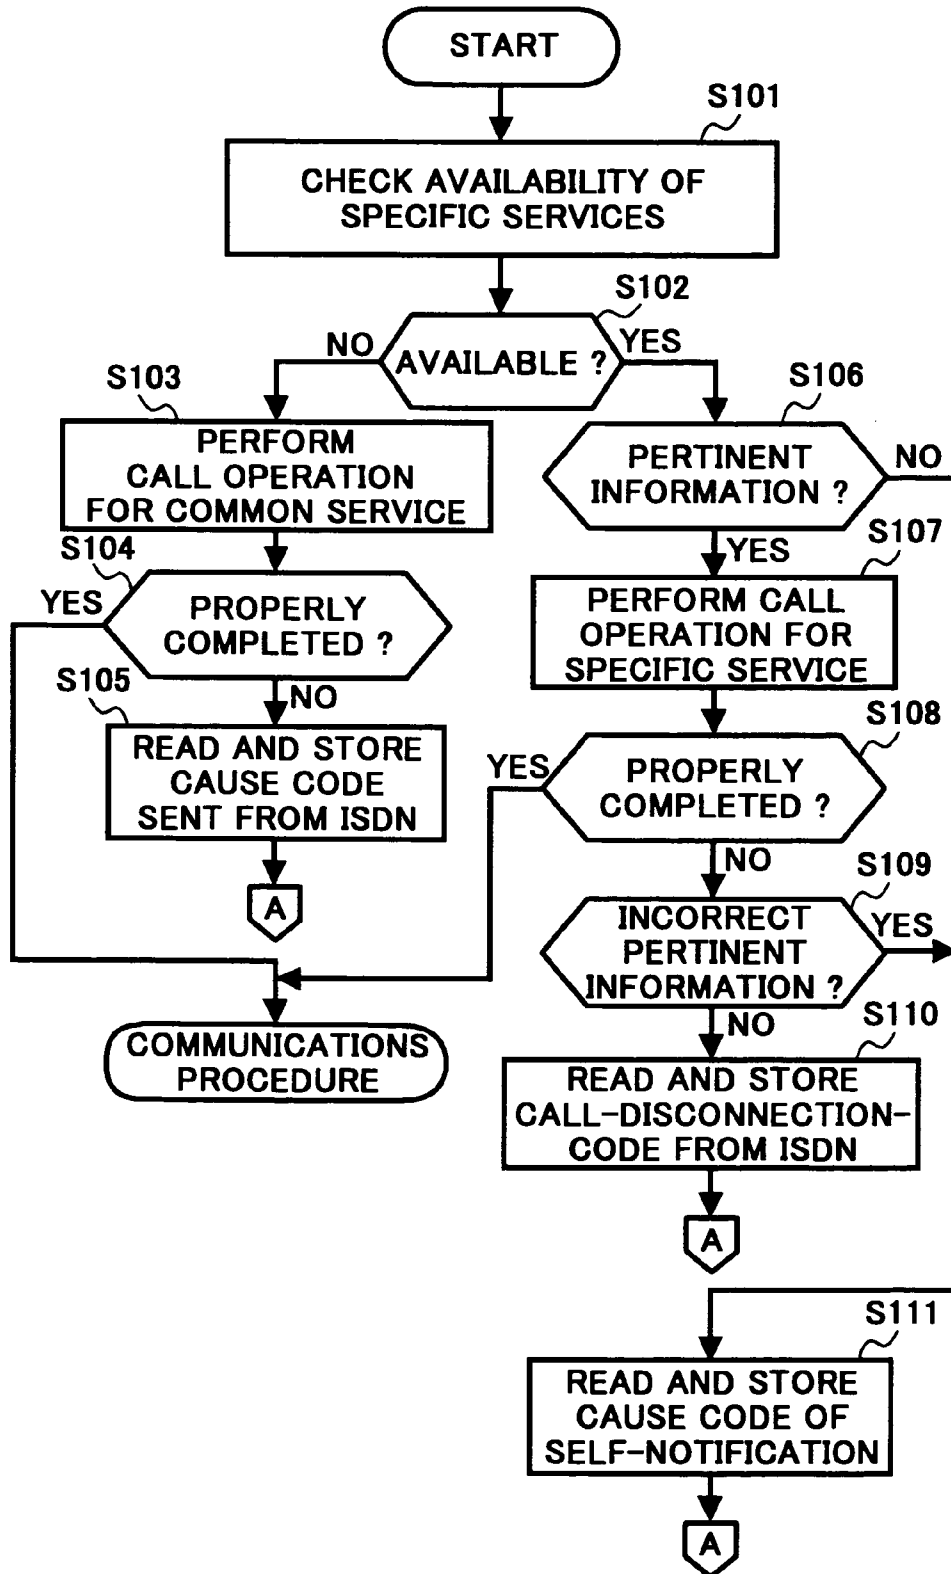 START
S101
CHECK AVAILABILITY OF
SPECIFIC SERVICES
S102
NO
AVAILABLE ?
YES
S103
PERFORM
CALL OPERATION
FOR COMMON SERVICE
S106
PERTINENT
INFORMATION ?
NO
YES
S104
YES
PROPERLY
COMPLETED ?
NO
S107
PERFORM CALL
OPERATION FOR
SPECIFIC SERVICE
S105
READ AND STORE
CAUSE CODE
SENT FROM ISDN
A
S108
YES
PROPERLY
COMPLETED ?
NO
S109
INCORRECT
PERTINENT
INFORMATION ?
YES
NO
COMMUNICATIONS
PROCEDURE
S110
READ AND STORE
CALL-DISCONNECTION-
CODE FROM ISDN
A
S111
READ AND STORE
CAUSE CODE OF
SELF-NOTIFICATION
A